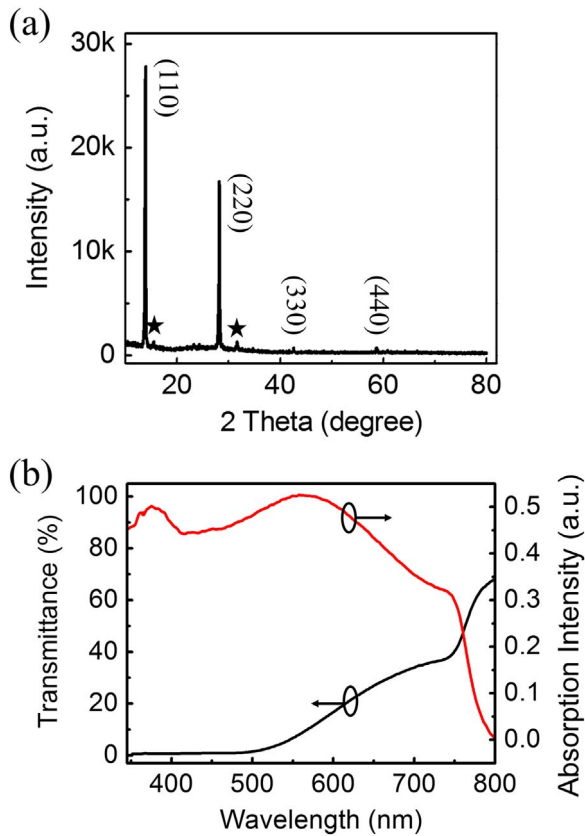 (a)
Intensity (a.u.)
30k
20k
10k
0
(110)
★
(220)
★
(330)
(440)
20 40 60 80
2 Theta (degree)
(b)
Transmittance (%)
100
80
60
40
20
0
Absorption Intensity (a.u.)
0.5
0.4
0.3
0.2
0.1
0.0
400 500 600 700 800
Wavelength (nm)